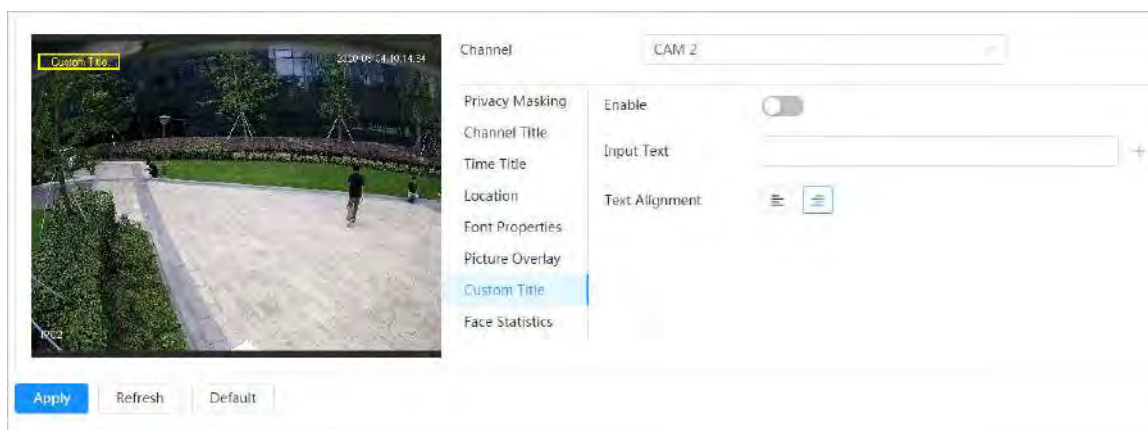 Custom Title
Channel
CAM 2
Privacy Masking
Channel Title
Time Title
Location
Font Properties
Picture Overlay
Custom Title
Face Statistics
Enable
Input Text
Text Alignment
Apply
Refresh
Default